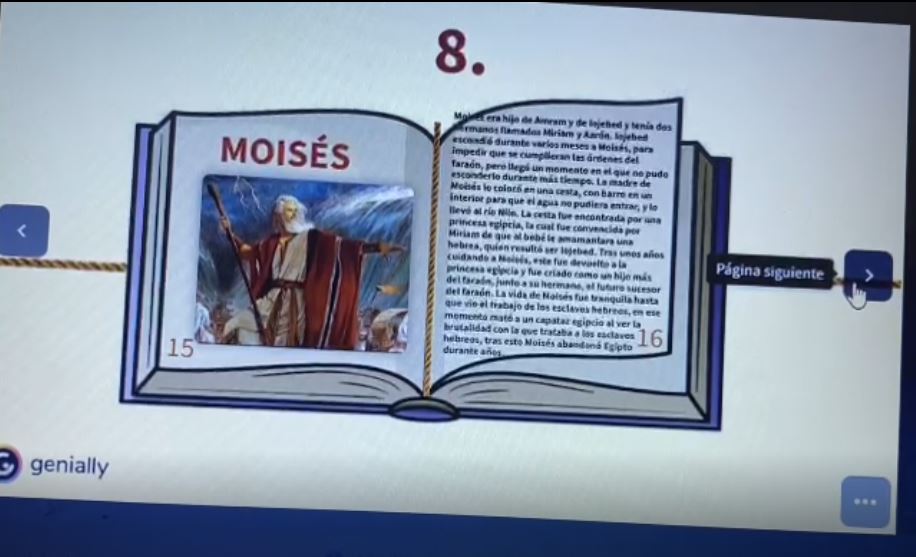 8.
MOISÉS
15
Moisés era hijo de Amram y de Iojebed y tenía dos
hermanos llamados Miriam y Aarón. Iojebed
escondió durante varios meses a Moisés, para
impedir que se cumplieran las órdenes del
faraón, pero llegó un momento en el que no pudo
esconderlo durante más tiempo. La madre de
Moisés lo colocó en una cesta, con barro en un
interior para que el agua no pudiera entrar, y lo
llevó al río Nilo. La cesta fue encontrada por una
princesa egipcia, la cual fue convencida por
Miriam de que al bebé le amamantara una
hebrea, quien resultó ser Iojebed. Tras unos años
cuidando a Moisés, este fue devuelto a la
princesa egipcia y fue criado como un hijo más
del faraón, junto a su hermano, el futuro sucesor
del faraón. La vida de Moisés fue tranquila hasta
que vio el trabajo de los esclavos hebreos, en ese
momento mató a un capataz egipcio al ver la
brutalidad con la que trataba a los esclavos
hebreos, tras esto Moisés abandonó Egipto
durante años
16
Página siguiente
genially